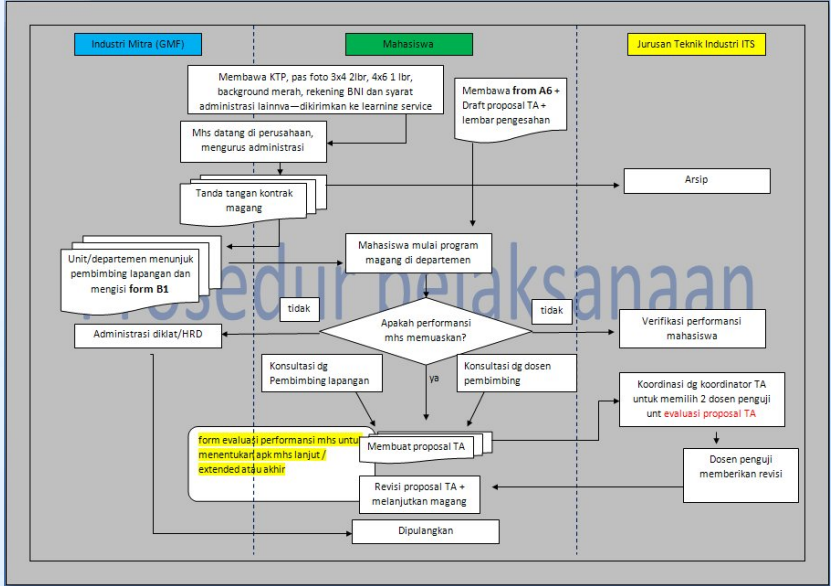 Industri Mitra (GMF)
Mahasiswa
Jurusan Teknik Industri ITS
Membawa KTP, pas foto 3x4 2lbr, 4x6 1 lbr,
background merah, rekening BNI dan syarat
administrasi lainnya—dikirimkan ke learning service
Membawa from A6 +
Draft proposal TA +
lembar pengesahan
Mhs datang di perusahaan,
mengurus administrasi
Tanda tangan kontrak
magang
Arsip
Unit/departemen menunjuk
pembimbing lapangan dan
mengisi form B1
Mahasiswa mulai program
magang di departemen
Prosedur pelaksanaan
tidak
tidak
Apakah performansi
mhs memuaskan?
Administrasi diklat/HRD
Verifikasi performansi
mahasiswa
Konsultasi dg
Pembimbing lapangan
ya
Konsultasi dg dosen
pembimbing
Koordinasi dg koordinator TA
untuk memilih 2 dosen penguji
unt evaluasi proposal TA
form evaluasi performansi mhs untu
menentukan apk mhs lanjut /
extended atau akhir
Membuat proposal TA
Dosen penguji
memberikan revisi
Revisi proposal TA +
melanjutkan magang
Dipulangkan